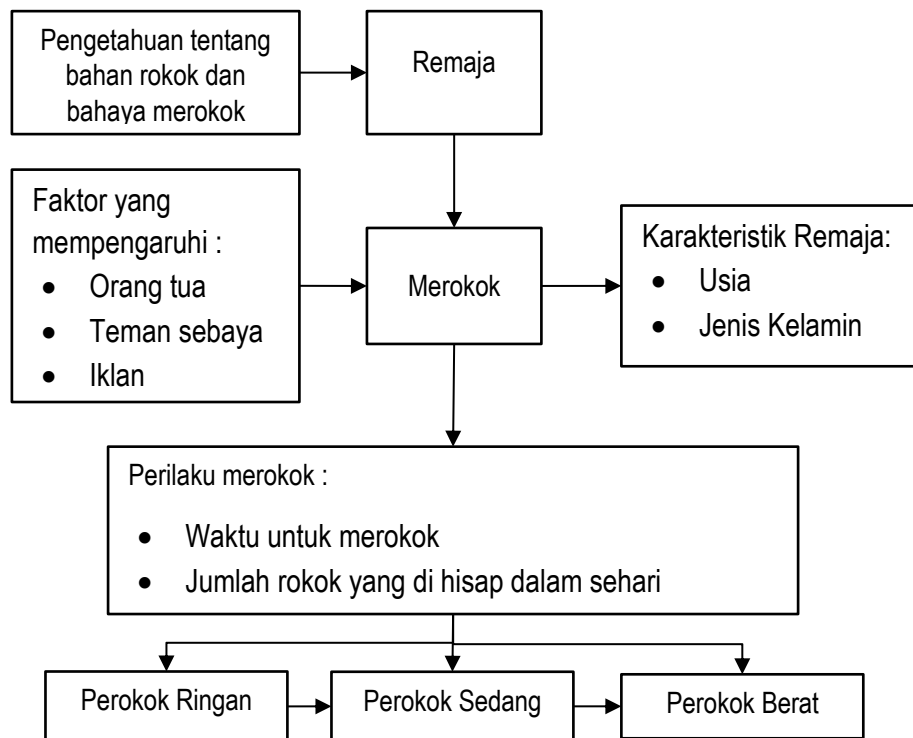 Pengetahuan tentang
bahan rokok dan
bahaya merokok
Remaja
Faktor yang
mempengaruhi :
• Orang tua
• Teman sebaya
• Iklan
Merokok
Karakteristik Remaja:
• Usia
• Jenis Kelamin
Perilaku merokok :
• Waktu untuk merokok
• Jumlah rokok yang di hisap dalam sehari
Perokok Ringan
Perokok Sedang
Perokok Berat